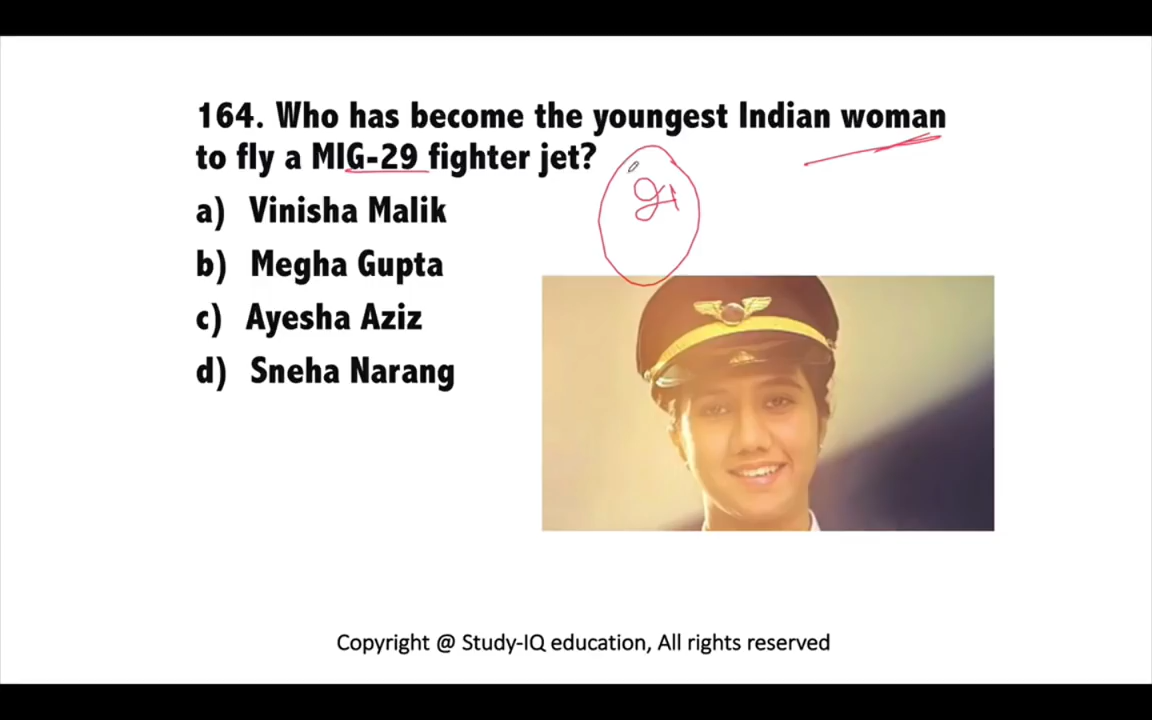 164. Who has become the youngest Indian woman
to fly a MIG-29 fighter jet?
21
a) Vinisha Malik
b) Megha Gupta
c) Ayesha Aziz
d) Sneha Narang
Copyright @ Study-IQ education, All rights reserved